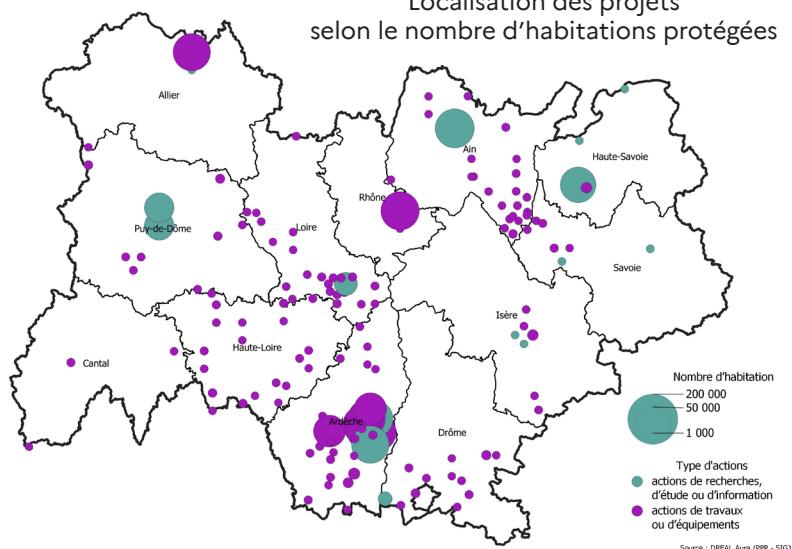 Localisation des projets
selon le nombre d'habitations protégées
Allier
Ain
Haute-Savoie
Rhône
Puy-de-Dôme
Loire
Savoie
Isère
Haute-Loire
Cantal
Ardèche
Drôme
Nombre d'habitation
200 000
50 000
1 000
Type d'actions
actions de recherches,
d'étude ou d'information
actions de travaux
ou d'équipements
Source : DREAL Aura (PPR - SIG)